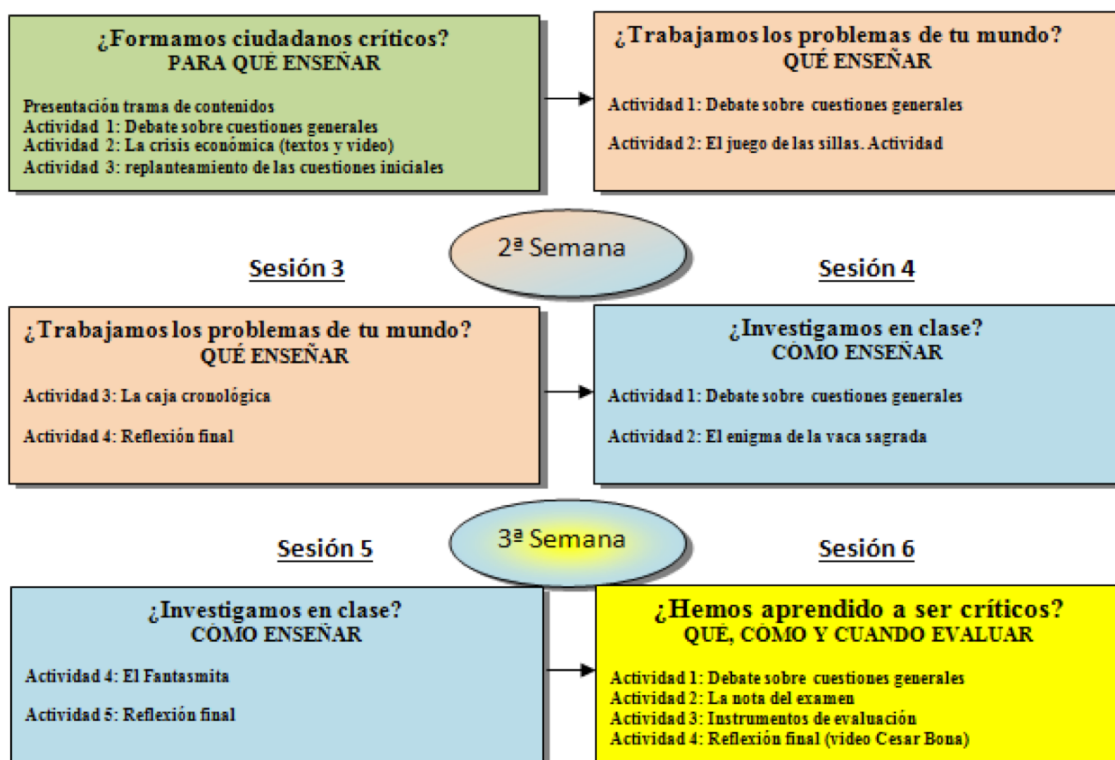 ¿Formamos ciudadanos críticos?
PARA QUÉ ENSEÑAR
Presentación trama de contenidos
Actividad 1: Debate sobre cuestiones generales
Actividad 2: La crisis económica (textos y video)
Actividad 3: replanteamiento de las cuestiones iniciales
¿Trabajamos los problemas de tu mundo?
QUÉ ENSEÑAR
Actividad 1: Debate sobre cuestiones generales
Actividad 2: El juego de las sillas. Actividad
2ª Semana
Sesión 3
Sesión 4
¿Trabajamos los problemas de tu mundo?
QUÉ ENSEÑAR
Actividad 3: La caja cronológica
Actividad 4: Reflexión final
¿Investigamos en clase?
CÓMO ENSEÑAR
Actividad 1: Debate sobre cuestiones generales
Actividad 2: El enigma de la vaca sagrada
3ª Semana
Sesión 5
Sesión 6
¿Investigamos en clase?
CÓMO ENSEÑAR
Actividad 4: El Fantasmita
Actividad 5: Reflexión final
¿Hemos aprendido a ser críticos?
QUÉ, CÓMO Y CUANDO EVALUAR
Actividad 1: Debate sobre cuestiones generales
Actividad 2: La nota del examen
Actividad 3: Instrumentos de evaluación
Actividad 4: Reflexión final (video Cesar Bona)